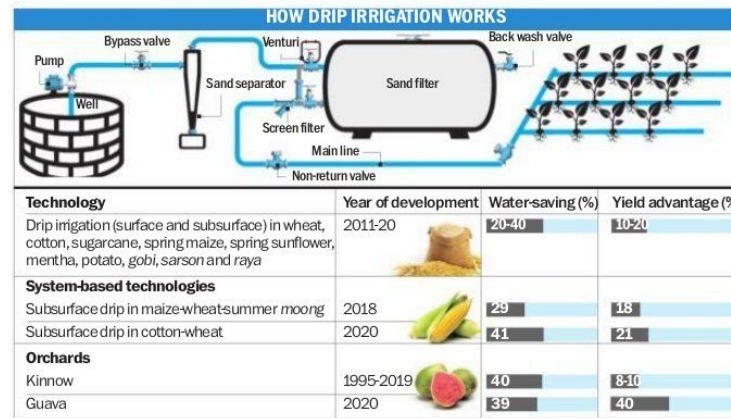 HOW DRIP IRRIGATION WORKS
Pump
Bypass valve
Well
Sand separator
Venturi
Screen filter
Sand filter
Back wash valve
Main line
Non-return valve
Technology Year of development Water-saving (%) Yield advantage (%
Drip irrigation (surface and subsurface) in wheat, 2011-20 20-40 10-20
cotton, sugarcane, spring maize, spring sunflower,
mentha, potato, gobi, sarson and raya
System-based technologies
Subsurface drip in maize-wheat-summer moong 2018 29 18
Subsurface drip in cotton-wheat 2020 41 21
Orchards
Kinnow 1995-2019 40 8-10
Guava 2020 39 40